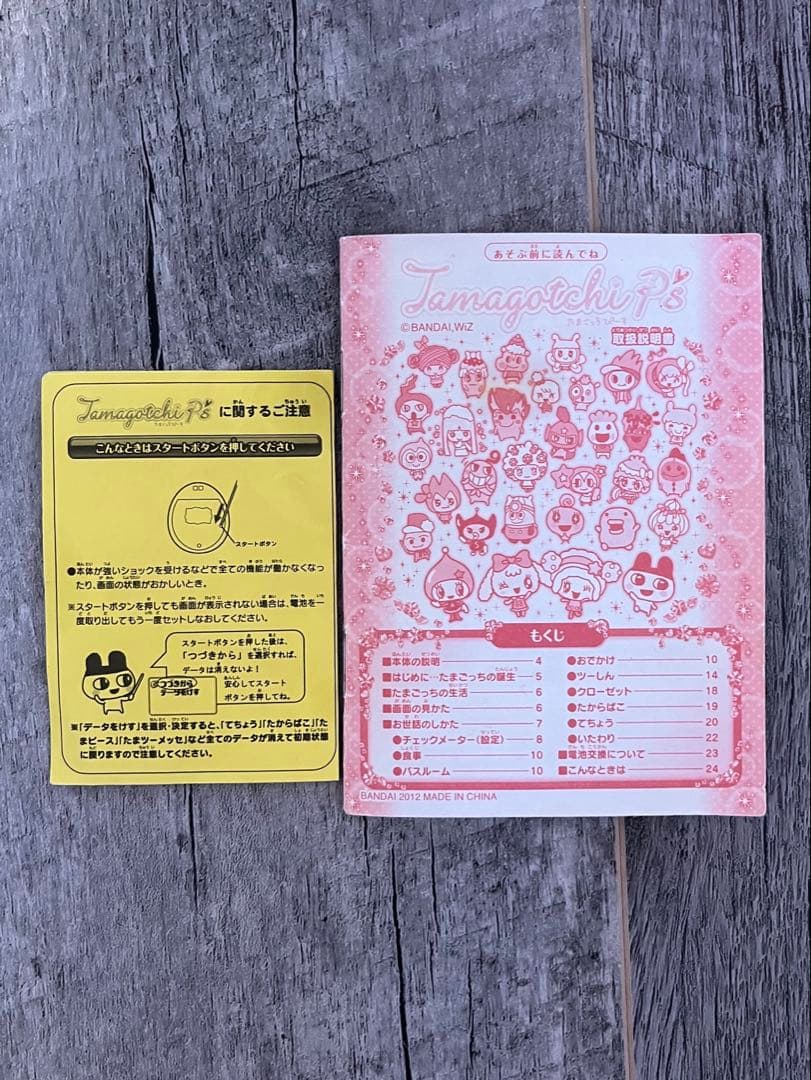 Tamagotchi P's に関するご注意
たまごっちピース
こんなときはスタートボタンを押してください
スタートボタン
●本体が強いショックを受けるなどで全ての機能が動かなくなっ
たり、画面の状態がおかしいとき。
※スタートボタンを押しても画面が表示されない場合は、電池を一
度取り出してもう一度セットしなおしてください。
スタートボタンを押した後は、
「つづきから」を選択すれば、
データは消えないよ！
安心してスタート
ボタンを押してね。
つづきから
データをけす
※「データをけす」を選択・決定すると、「てちょう」「たからばこ」「た
まピース」「たまツーメッセ」など全てのデータが消えて初期状態
に戻りますので注意してください。
あそぶ前に読んでね
Tamagotchi P's
たまごっちピース
©BANDAI,WiZ
取扱説明書
もくじ
■本体の説明 4
■はじめに…たまごっちの誕生 5
■たまごっちの生活 6
■画面の見かた 6
■お世話のしかた 7
●チェックメーター(設定) 8
●食事 10
●バスルーム 10
●おでかけ 10
●ツーしん 14
●クローゼット 18
●たからばこ 19
●てちょう 20
●いたわり 22
■電池交換について 23
■こんなときは 24
BANDAI 2012 MADE IN CHINA